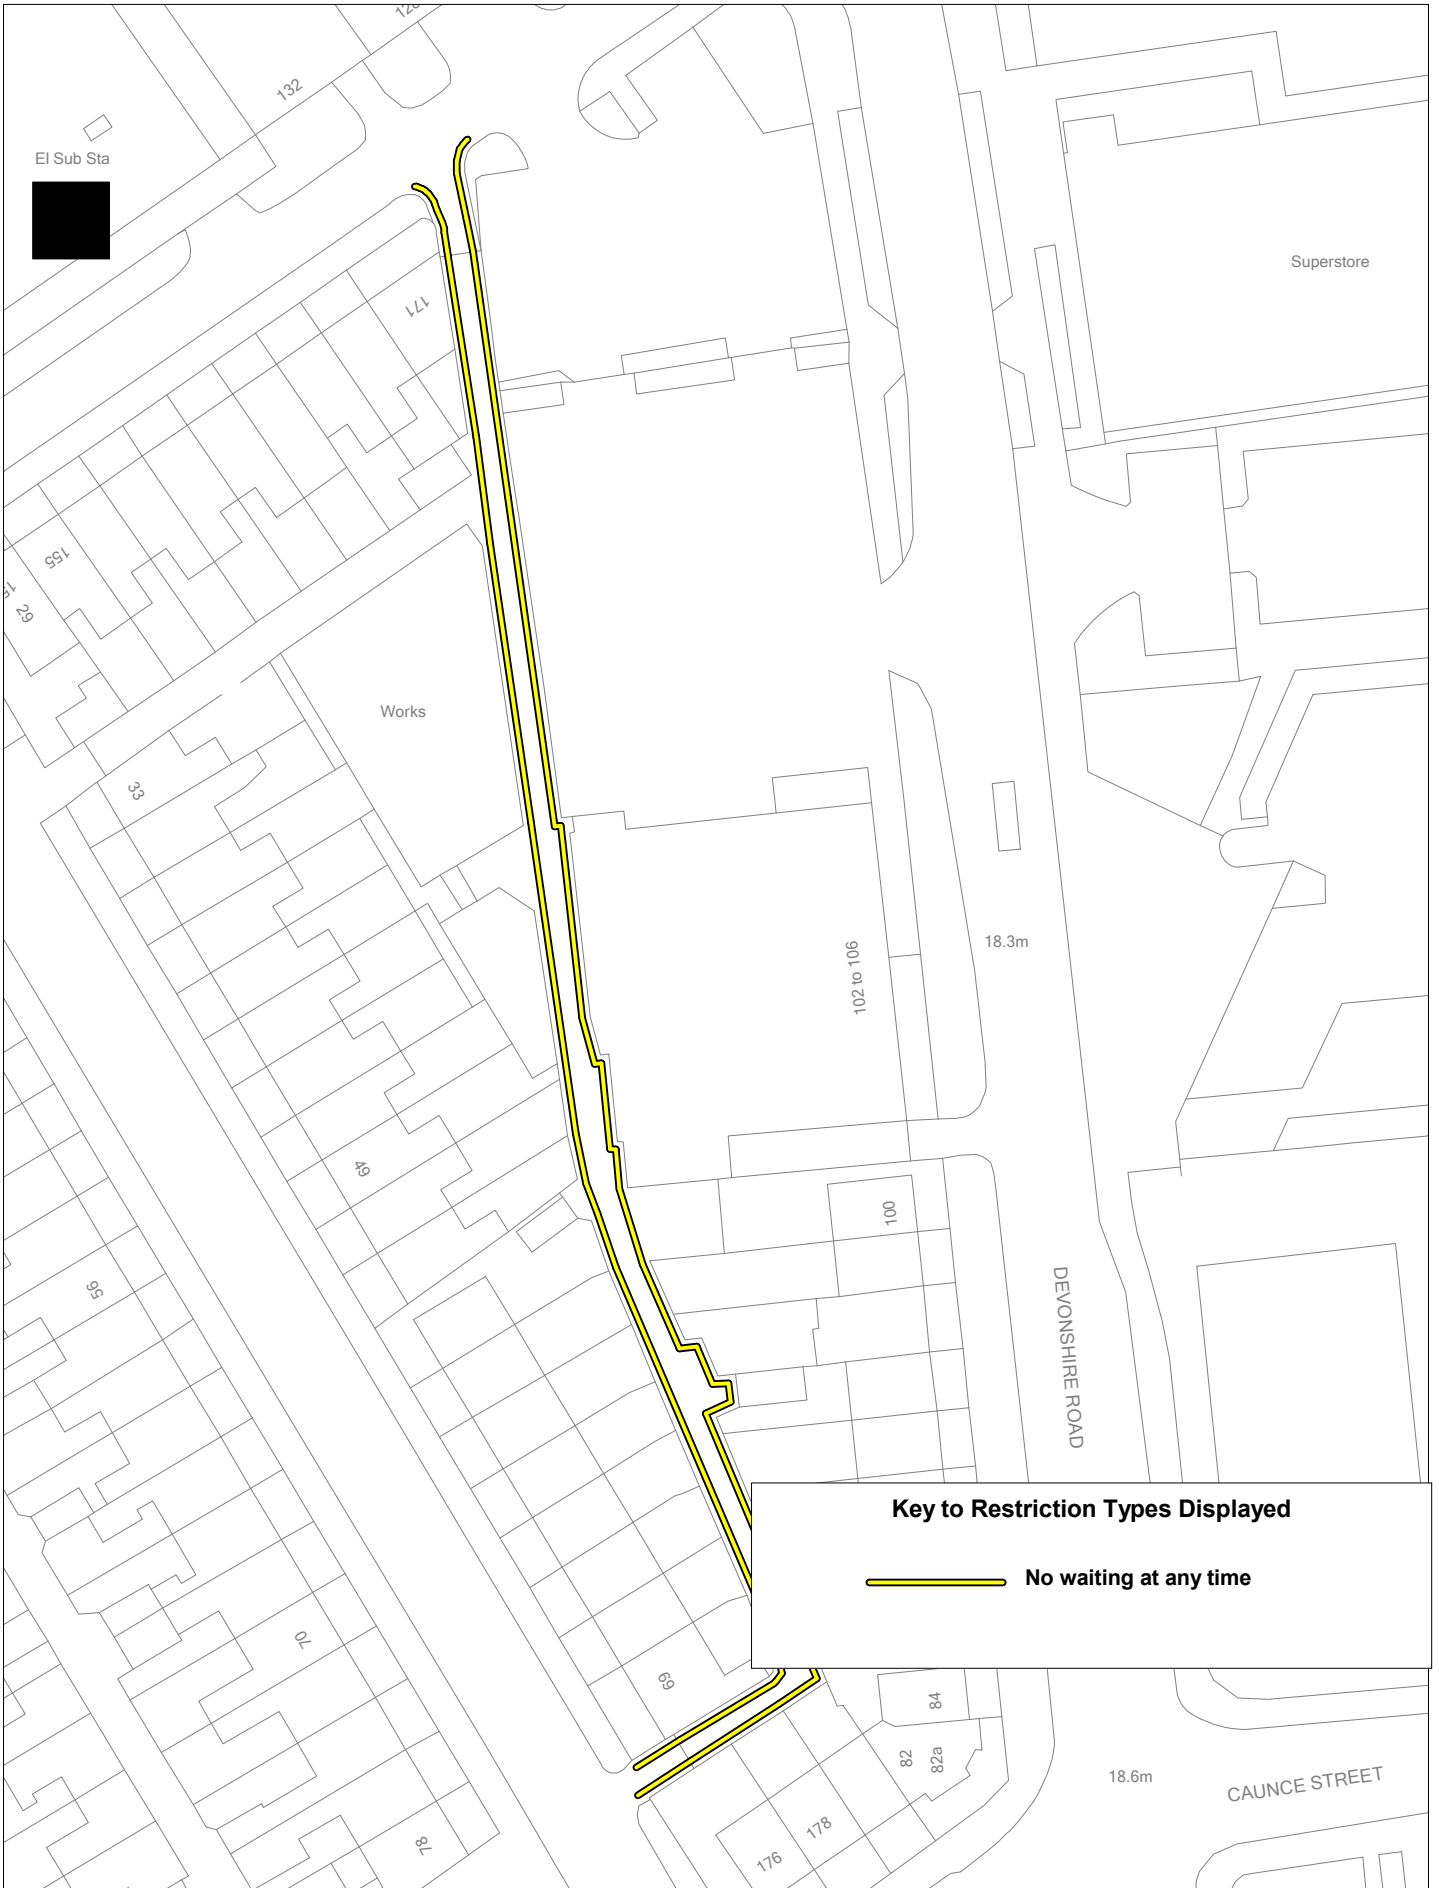 132
El Sub Sta
Superstore
171
155
29
Works
33
18.3m
102 to 106
49
100
56
DEVONSHIRE ROAD
Key to Restriction Types Displayed
No waiting at any time
70
69
84
82
82a
18.6m
CAUNCE STREET
178
176
78